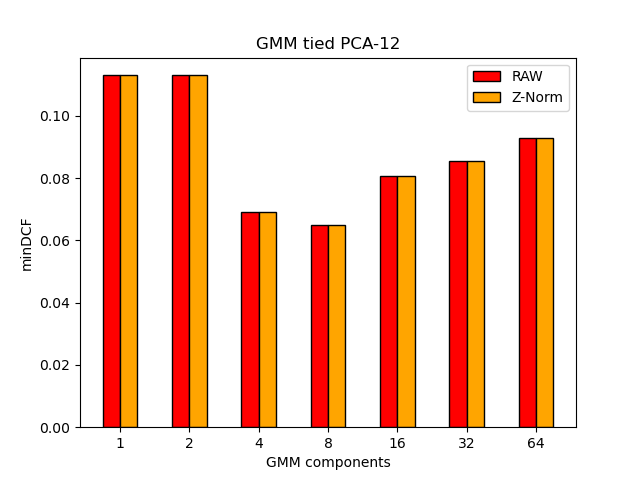 GMM tied PCA-12
RAW
Z-Norm
minDCF
0.10
0.08
0.06
0.04
0.02
0.00
1 2 4 8 16 32 64
GMM components